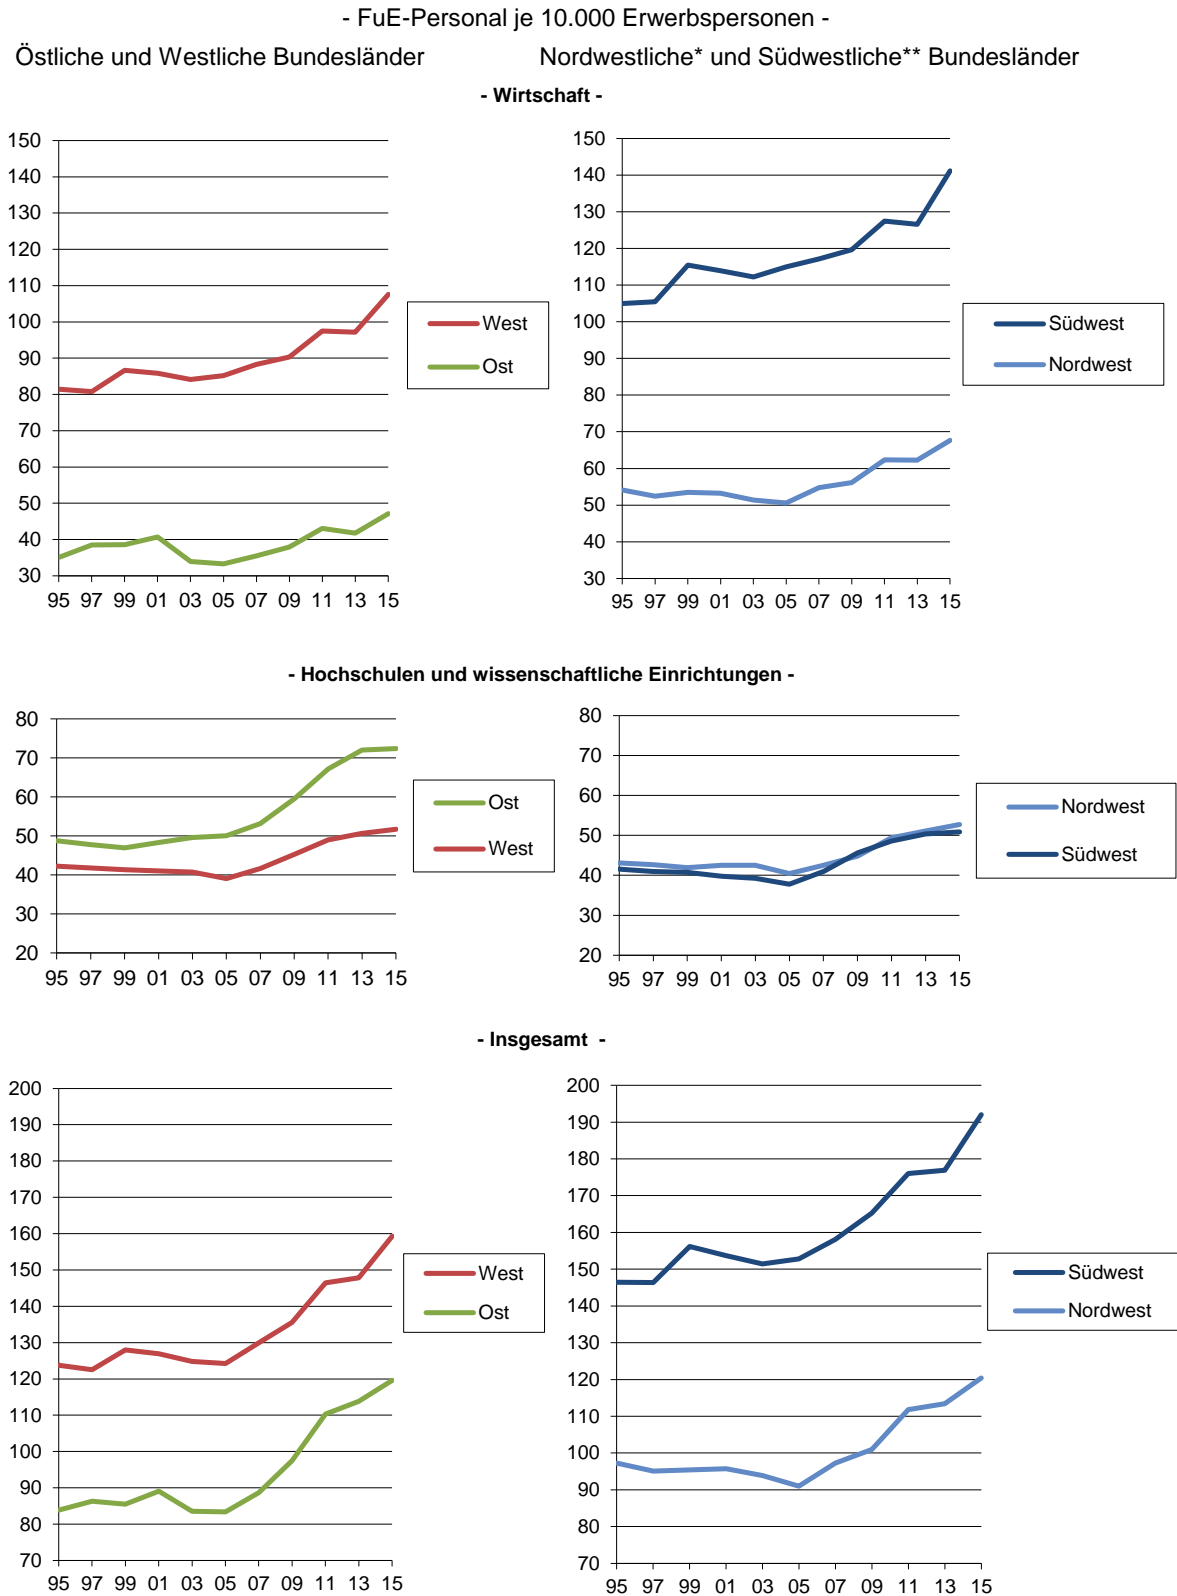 - FuE-Personal je 10.000 Erwerbspersonen -
Östliche und Westliche Bundesländer
Nordwestliche* und Südwestliche** Bundesländer
- Wirtschaft -
150
140
130
120
110
100
90
80
70
60
50
40
30
95 97 99 01 03 05 07 09 11 13 15
West
Ost
150
140
130
120
110
100
90
80
70
60
50
40
30
95 97 99 01 03 05 07 09 11 13 15
Südwest
Nordwest
- Hochschulen und wissenschaftliche Einrichtungen -
80
70
60
50
40
30
20
95 97 99 01 03 05 07 09 11 13 15
Ost
West
80
70
60
50
40
30
20
95 97 99 01 03 05 07 09 11 13 15
Nordwest
Südwest
- Insgesamt -
200
190
180
170
160
150
140
130
120
110
100
90
80
70
95 97 99 01 03 05 07 09 11 13 15
West
Ost
200
190
180
170
160
150
140
130
120
110
100
90
80
70
95 97 99 01 03 05 07 09 11 13 15
Südwest
Nordwest